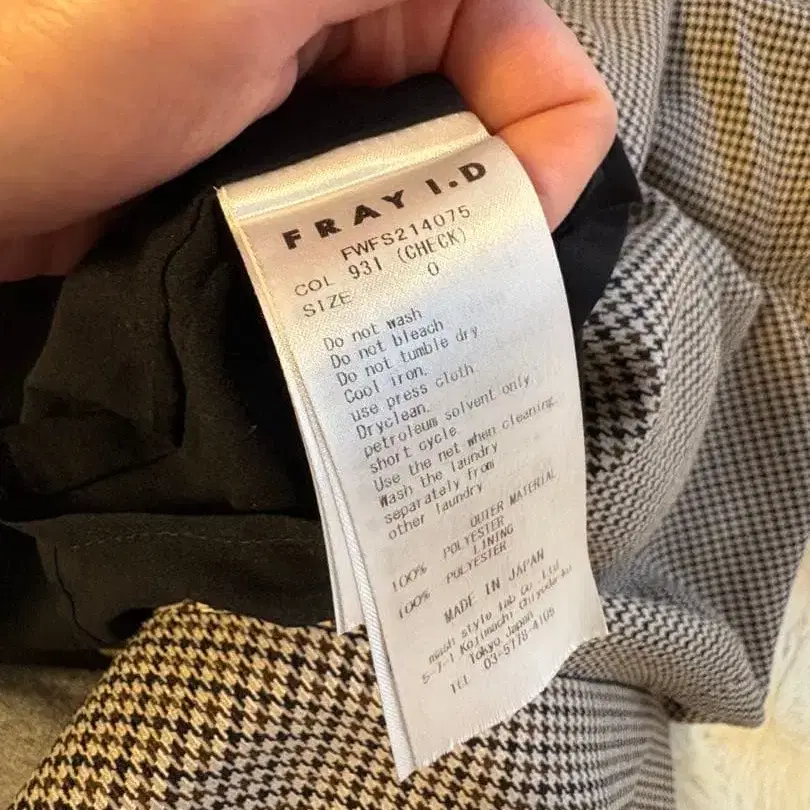 FRAY I.D
FWFS214075
COL 931 (CHECK)
SIZE 0
Do not wash
Do not bleach
Do not tumble dry
Cool iron.
use press cloth
Dryclean.
petroleum solvent only
short cycle
Use the net when cleaning.
Wash the laundry
separately from
other laundry
OUTER MATERIAL
100% POLYESTER
LINING
100% POLYESTER
MADE IN JAPAN
mash style lab Co.,Ltd
5-7-1 Kojimachi Chiyoda-ku
Tokyo Japan
TEL 03-5778-4105